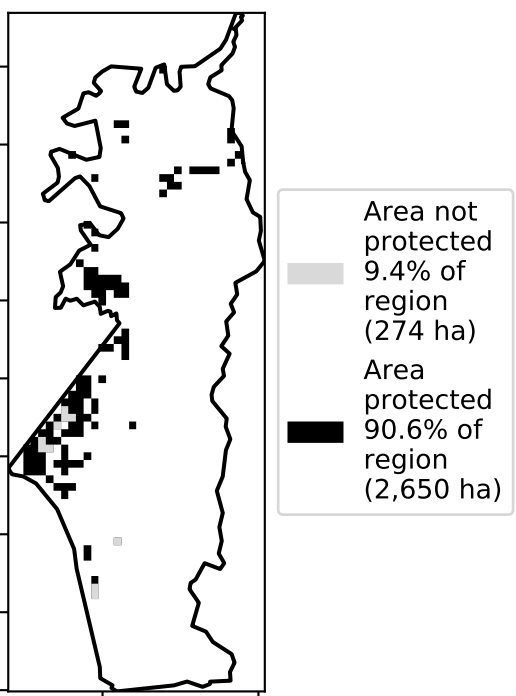 Area not
protected
9.4% of
region
(274 ha)
Area
protected
90.6% of
region
(2,650 ha)